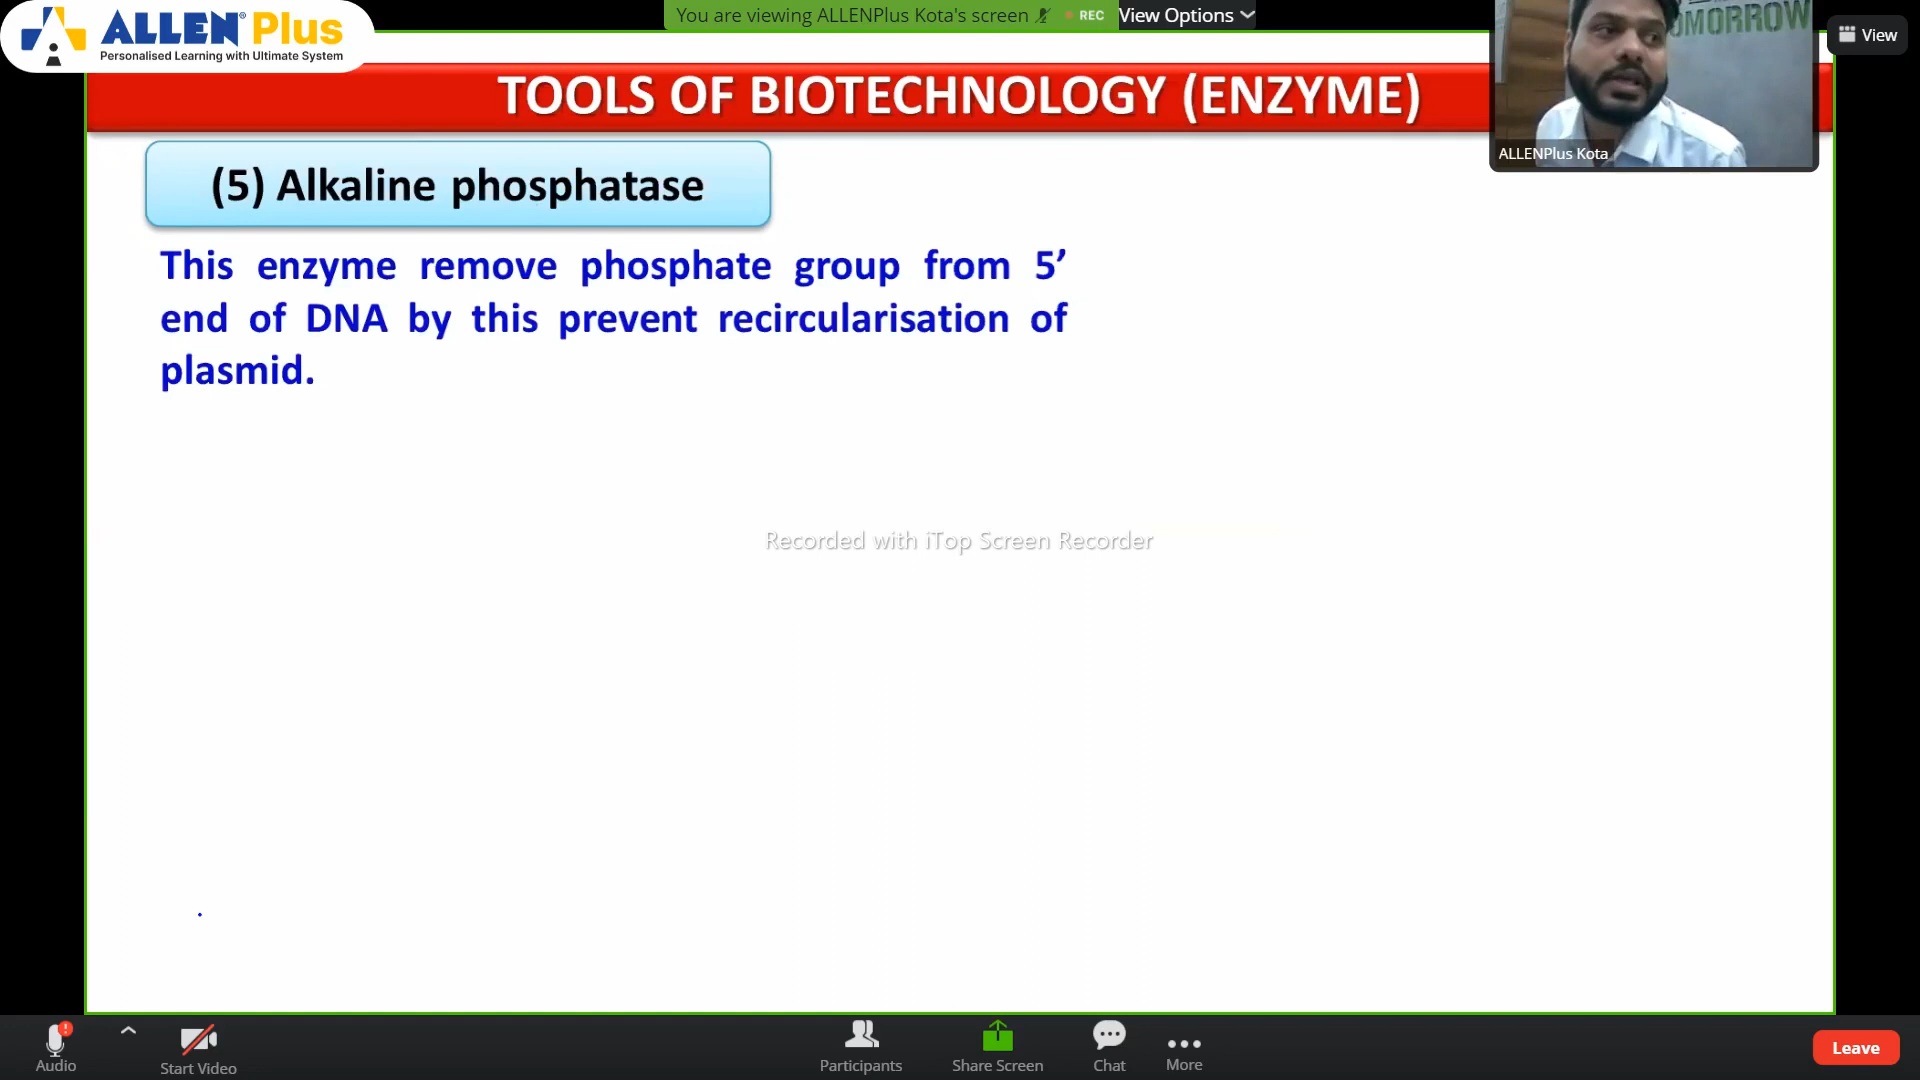 You are viewing ALLENPlus Kota's screen REC View Options
ALLEN® Plus
Personalised Learning with Ultimate System
OMORROW
View
TOOLS OF BIOTECHNOLOGY (ENZYME)
ALLENPlus Kota
(5) Alkaline phosphatase
This enzyme remove phosphate group from 5’
end of DNA by this prevent recircularisation of
plasmid.
Recorded with iTop Screen Recorder
Audio
Start Video
Participants
Share Screen
Chat
More
Leave